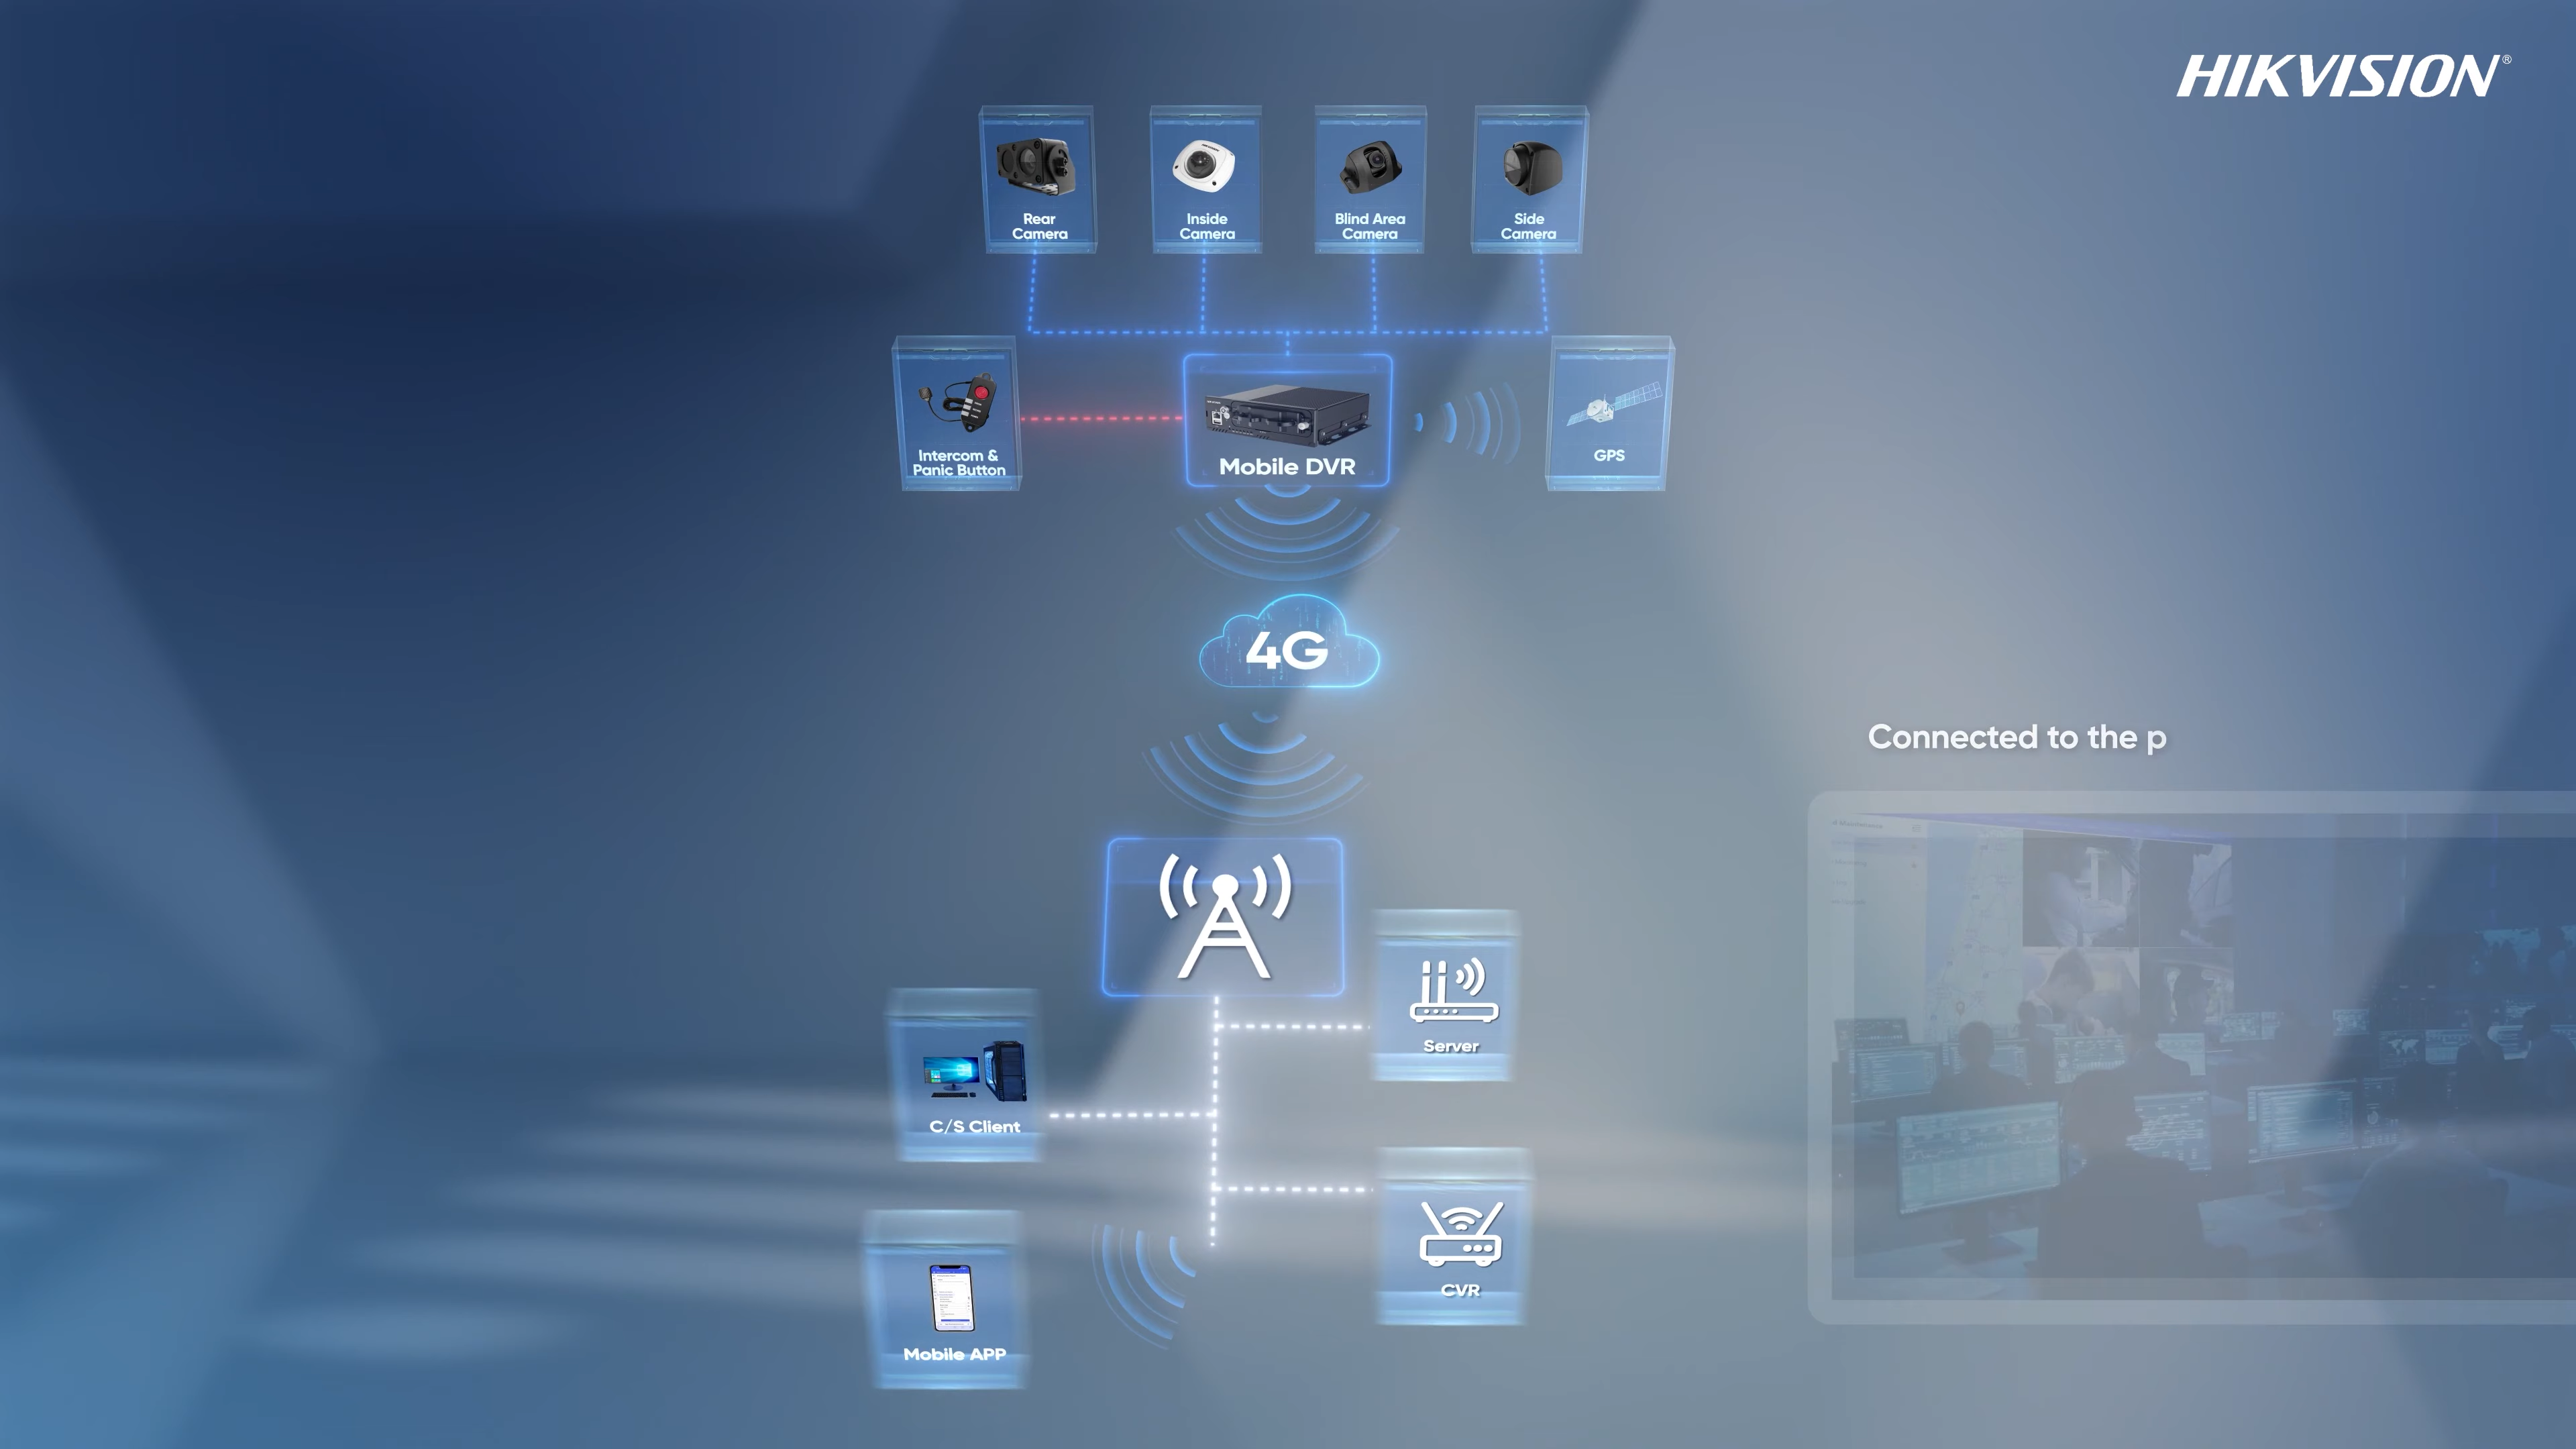 HIKVISION®
Rear
Camera
Inside
Camera
Blind Area
Camera
Side
Camera
Intercom &
Panic Button
Mobile DVR
GPS
4G
Connected to the p
Server
C/S Client
CVR
Mobile APP